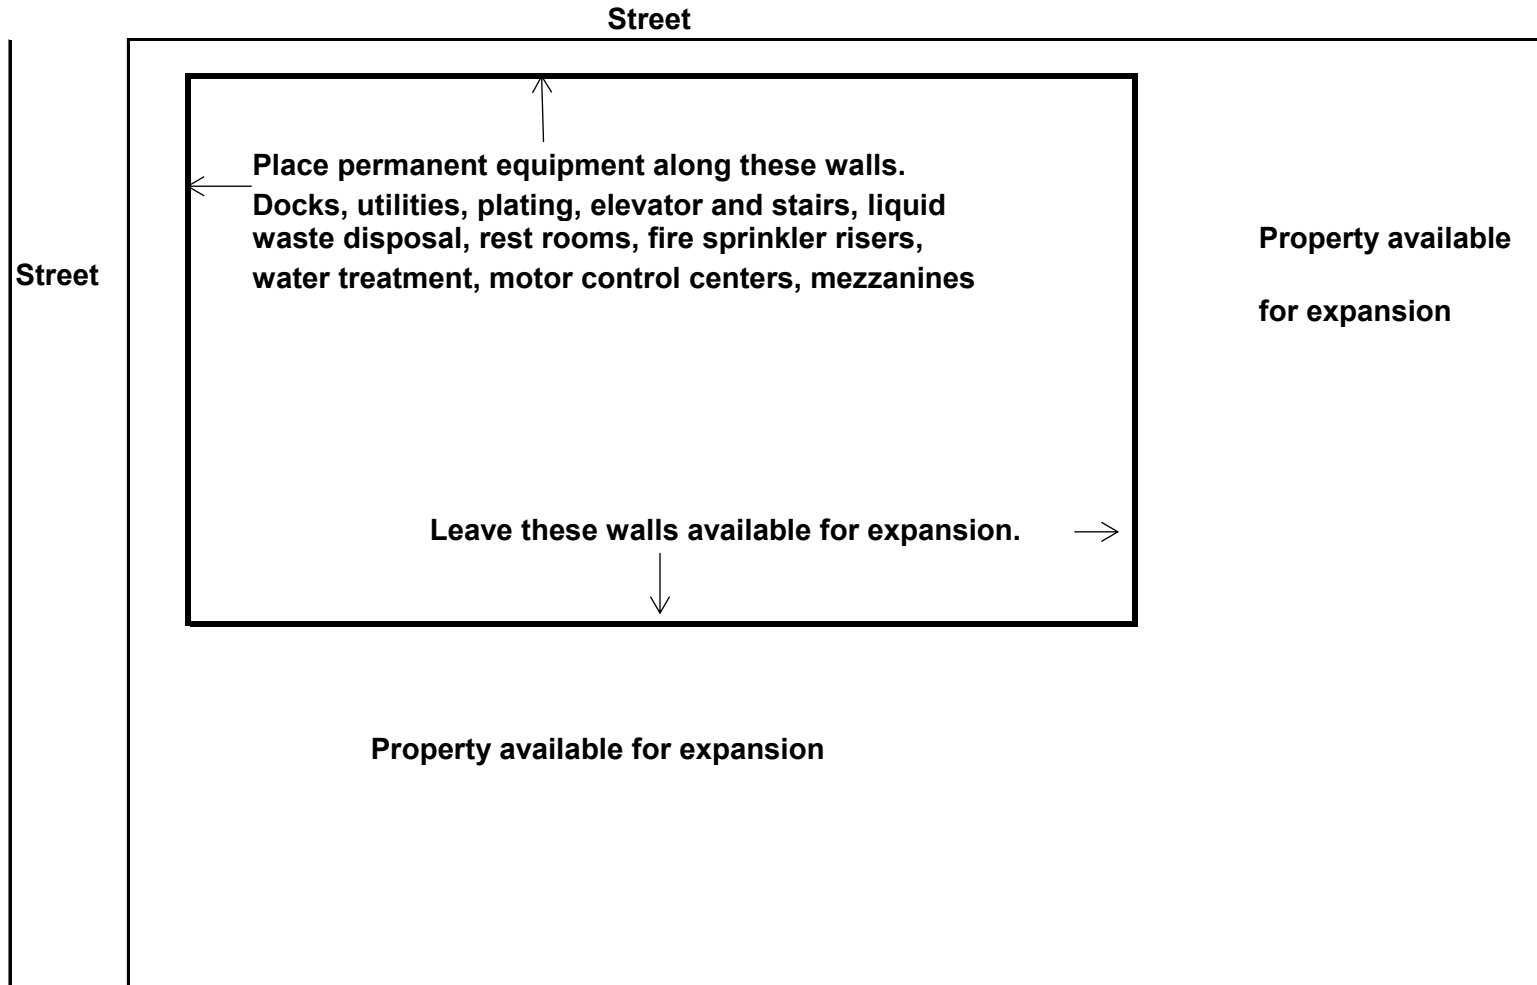 Street
Place permanent equipment along these walls.
Docks, utilities, plating, elevator and stairs, liquid
waste disposal, rest rooms, fire sprinkler risers,
water treatment, motor control centers, mezzanines
Street
Property available
for expansion
Leave these walls available for expansion.
Property available for expansion